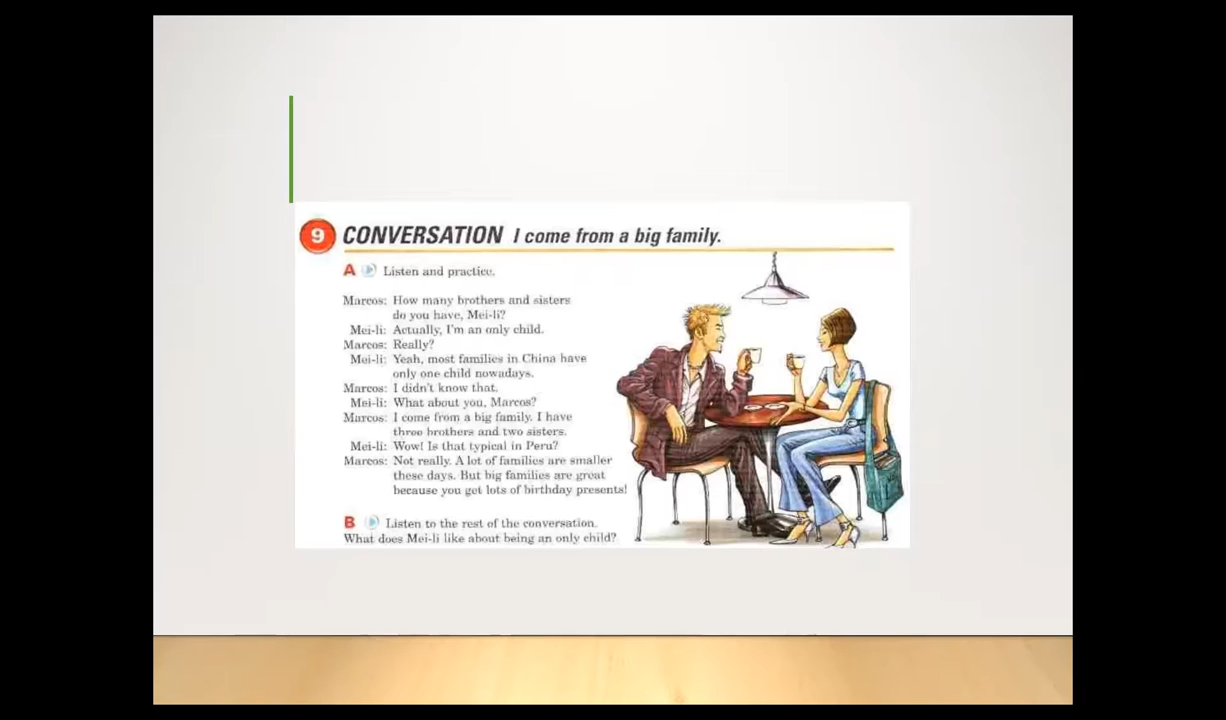 9 CONVERSATION I come from a big family.
A Listen and practice.
Marcos: How many brothers and sisters
do you have, Mei-li?
Mei-li: Actually, I'm an only child.
Marcos: Really?
Mei-li: Yeah, most families in China have
only one child nowadays.
Marcos: I didn't know that.
Mei-li: What about you, Marcos?
Marcos: I come from a big family. I have
three brothers and two sisters.
Mei-li: Wow! Is that typical in Peru?
Marcos: Not really. A lot of families are smaller
these days. But big families are great
because you get lots of birthday presents!
B Listen to the rest of the conversation.
What does Mei-li like about being an only child?